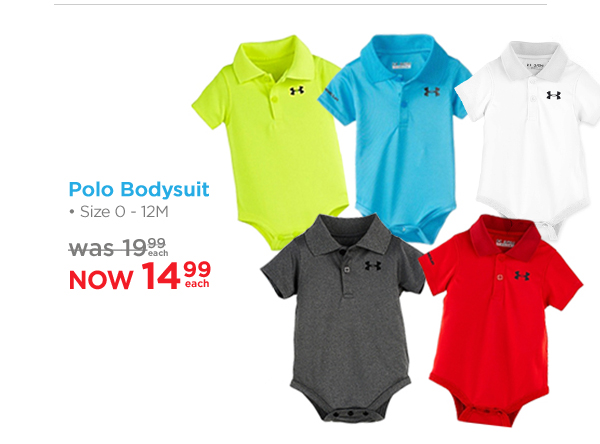 Polo Bodysuit
• Size 0 - 12M
was 19.99 each
NOW 14.99 each